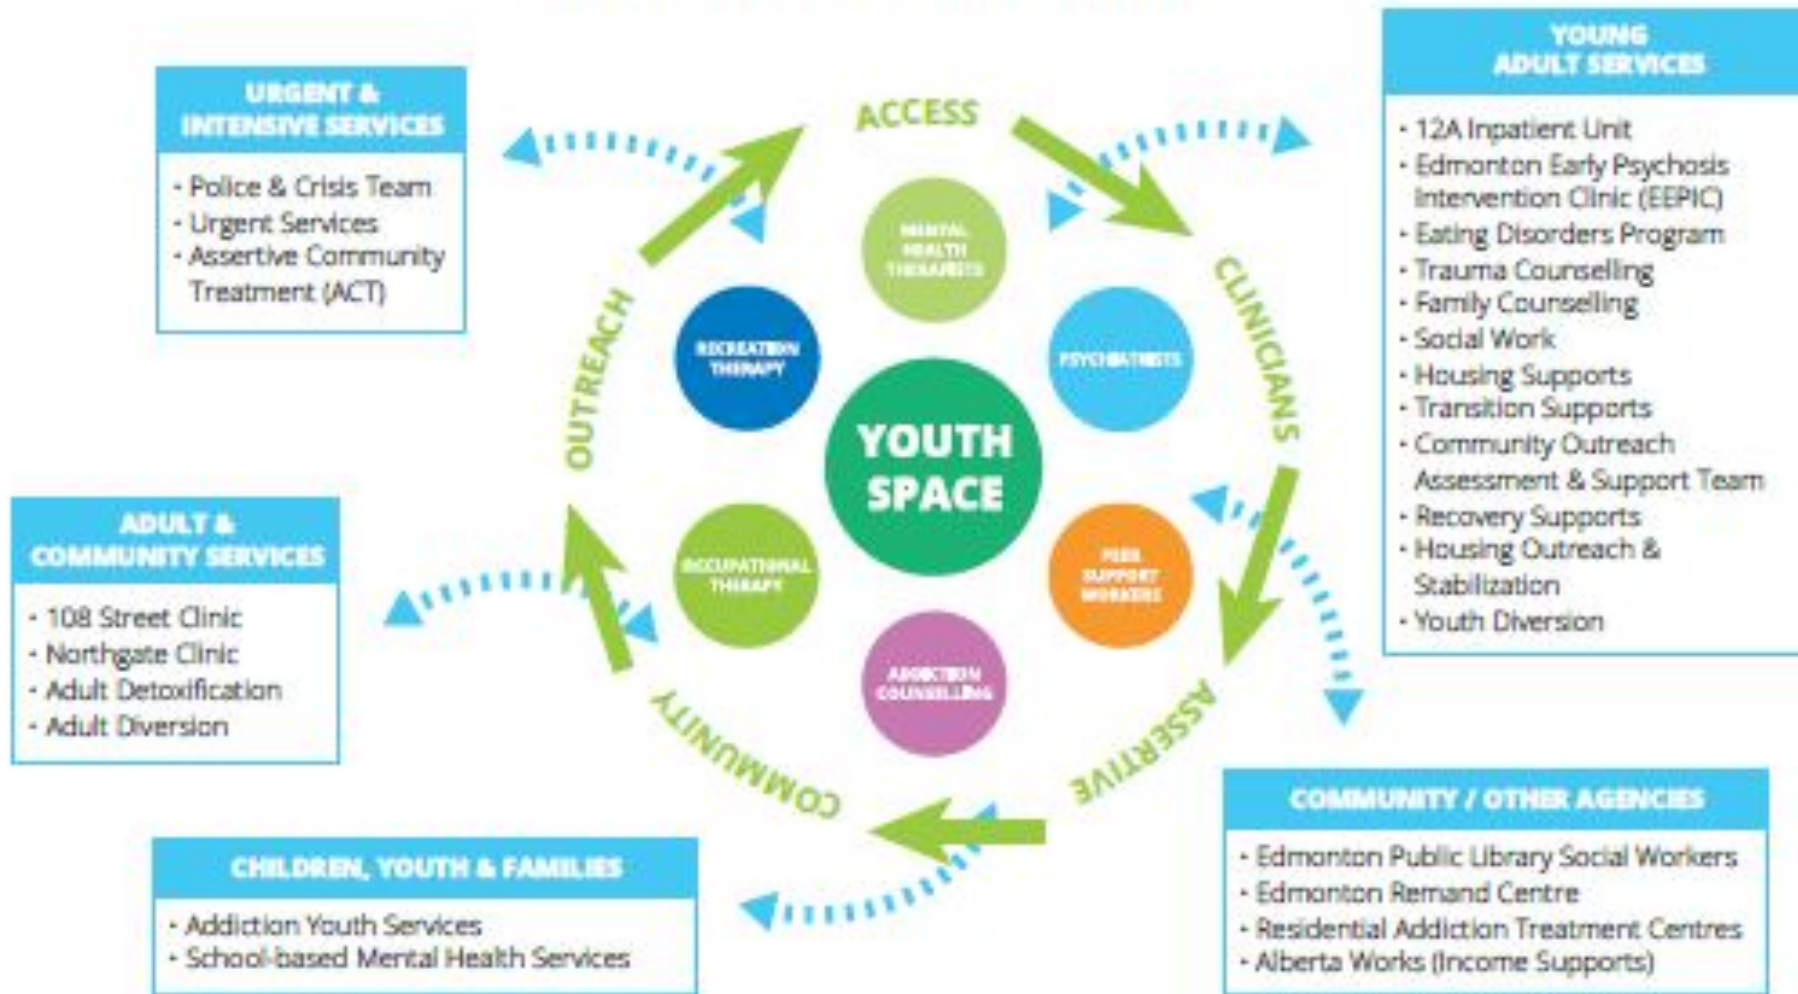 URGENT &
INTENSIVE SERVICES
· Police & Crisis Team
· Urgent Services
· Assertive Community
Treatment (ACT)
ADULT &
COMMUNITY SERVICES
· 108 Street Clinic
· Northgate Clinic
· Adult Detoxification
· Adult Diversion
CHILDREN, YOUTH & FAMILIES
· Addiction Youth Services
· School-based Mental Health Services
ACCESS
CLINICIANS
ASSERTIVE
COMMUNITY
OUTREACH
MENTAL
HEALTH
THERAPISTS
PSYCHIATRISTS
PEER
SUPPORT
WORKERS
ADDICTION
COUNSELLING
OCCUPATIONAL
THERAPY
RECREATION
THERAPY
YOUTH
SPACE
YOUNG
ADULT SERVICES
· 12A Inpatient Unit
· Edmonton Early Psychosis
Intervention Clinic (EEPIC)
· Eating Disorders Program
· Trauma Counselling
· Family Counselling
· Social Work
· Housing Supports
· Transition Supports
· Community Outreach
Assessment & Support Team
· Recovery Supports
· Housing Outreach &
Stabilization
· Youth Diversion
COMMUNITY / OTHER AGENCIES
· Edmonton Public Library Social Workers
· Edmonton Remand Centre
· Residential Addiction Treatment Centres
· Alberta Works (Income Supports)